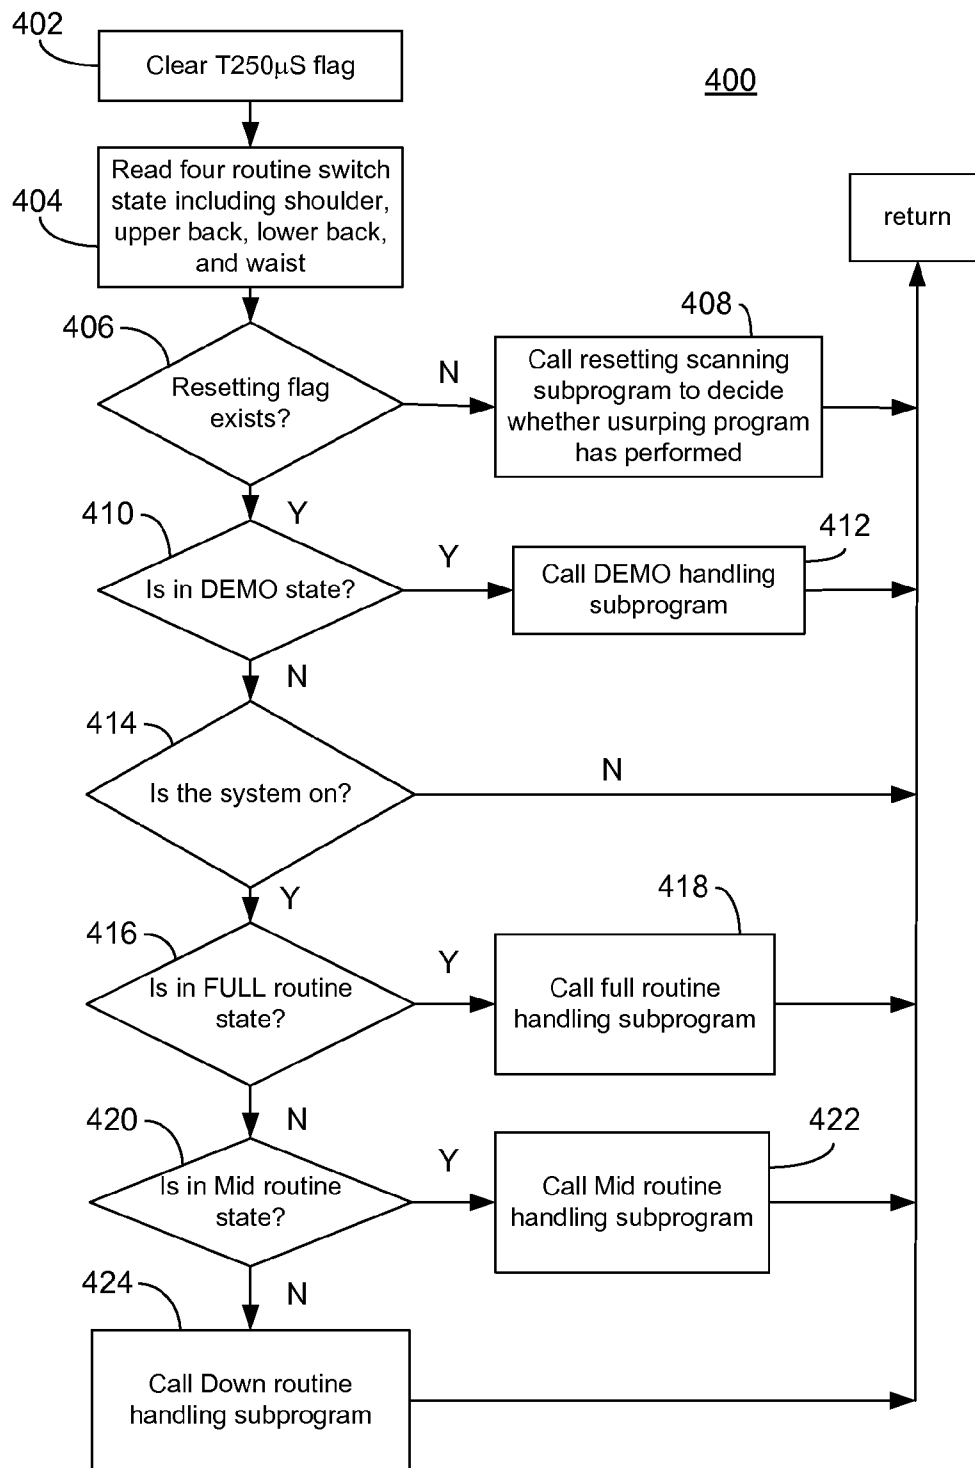 402
Clear T250μS flag
400
404
Read four routine switch
state including shoulder,
upper back, lower back,
and waist
return
406
Resetting flag
exists?
N
408
Call resetting scanning
subprogram to decide
whether usurping program
has performed
Y
410
Is in DEMO state?
Y
412
Call DEMO handling
subprogram
N
414
Is the system on?
N
Y
416
Is in FULL routine
state?
Y
418
Call full routine
handling subprogram
N
420
Is in Mid routine
state?
Y
422
Call Mid routine
handling subprogram
N
424
Call Down routine
handling subprogram